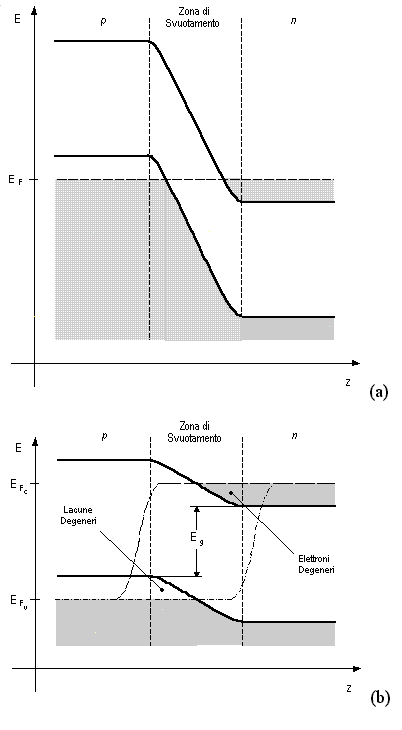 E
p
Zona di
Svuotamento
n
E F
z
(a)
E
p
Zona di
Svuotamento
n
E Fc
Lacune
Degeneri
E g
Elettroni
Degeneri
E Fv
z
(b)